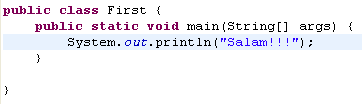 public class First {
    public static void main(String[] args) {
        System.out.println("Salam!!!");
    }

}